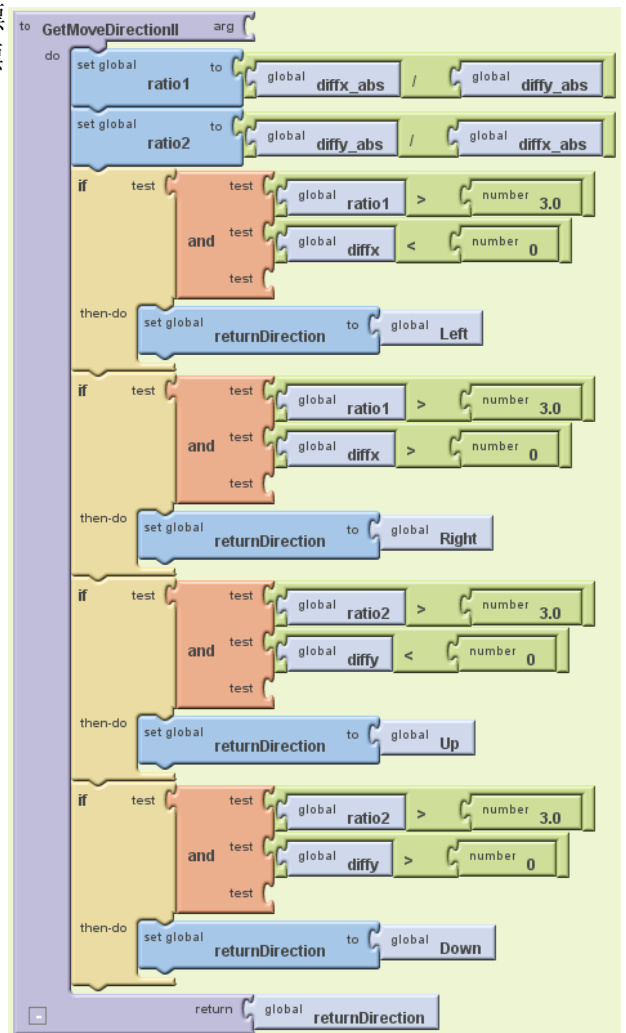 to GetMoveDirectionII arg
do
set global ratio1 to global diffx_abs / global diffy_abs
set global ratio2 to global diffy_abs / global diffx_abs
if test test global ratio1 > number 3.0
and test global diffx < number 0
test
then-do set global returnDirection to global Left
if test test global ratio1 > number 3.0
and test global diffx > number 0
test
then-do set global returnDirection to global Right
if test test global ratio2 > number 3.0
and test global diffy < number 0
test
then-do set global returnDirection to global Up
if test test global ratio2 > number 3.0
and test global diffy > number 0
test
then-do set global returnDirection to global Down
- return global returnDirection